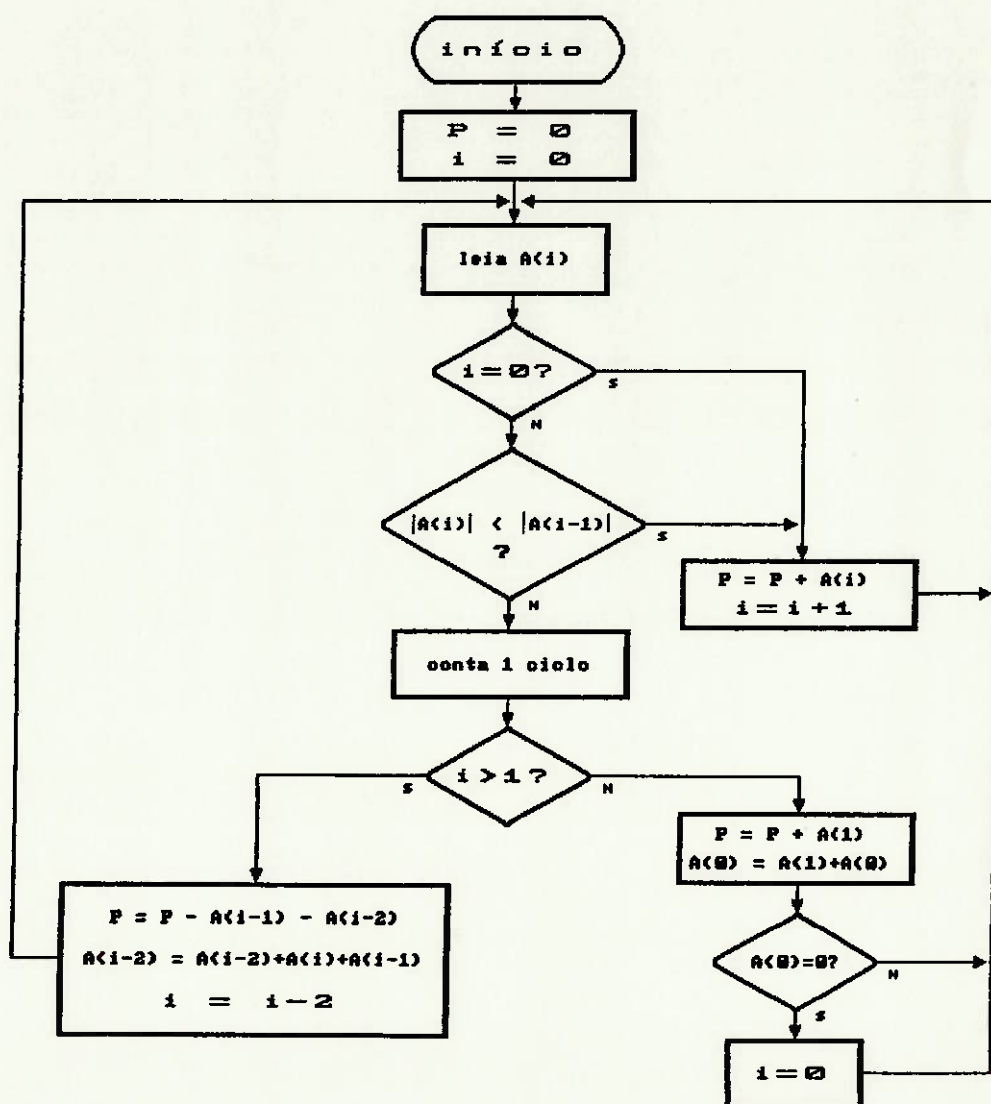 início
P = 0
i = 0
leia A(i)
i=0?
S
N
|A(i)| < |A(i-1)|
?
S
N
P = P + A(i)
i = i + 1
conta 1 ciclo
i > 1 ?
S
N
P = P + A(1)
A(0) = A(1)+A(0)
P = P - A(i-1) - A(i-2)
A(i-2) = A(i-2)+A(i)+A(i-1)
i = i-2
A(0)=0?
N
S
i=0